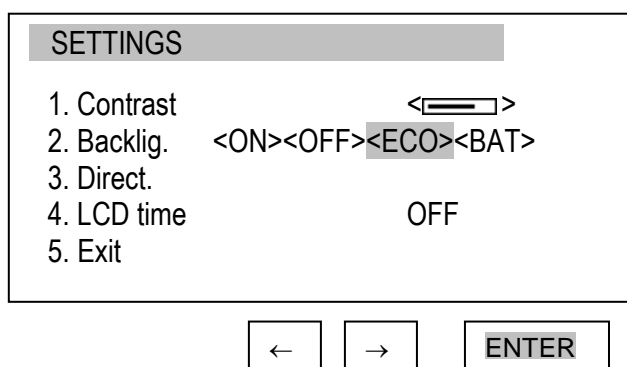 SETTINGS
1. Contrast < >
2. Backlig. <ON><OFF><ECO><BAT>
3. Direct.
4. LCD time OFF
5. Exit
← → ENTER